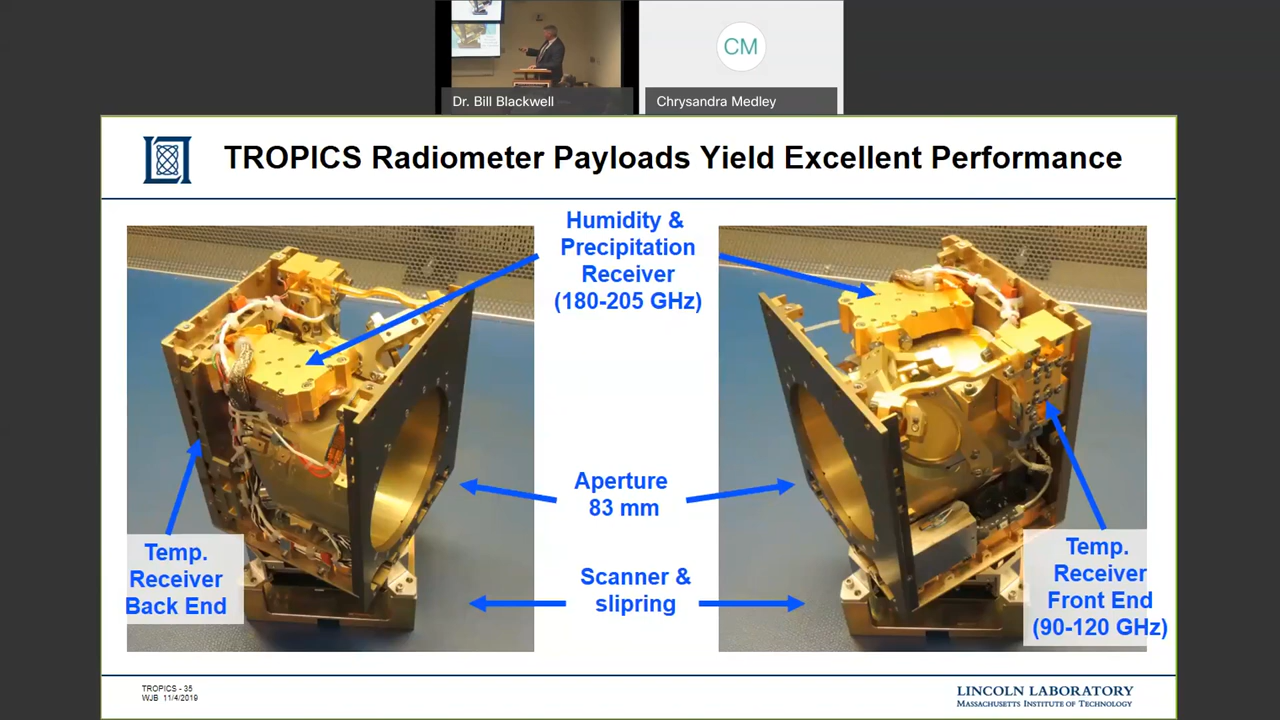 CM
Dr. Bill Blackwell
Chrysandra Medley
TROPICS Radiometer Payloads Yield Excellent Performance
Humidity &
Precipitation
Receiver
(180-205 GHz)
Aperture
83 mm
Scanner &
slipring
Temp.
Receiver
Back End
Temp.
Receiver
Front End
(90-120 GHz)
TROPICS - 35
WJB 11/4/2019
LINCOLN LABORATORY
MASSACHUSETTS INSTITUTE OF TECHNOLOGY